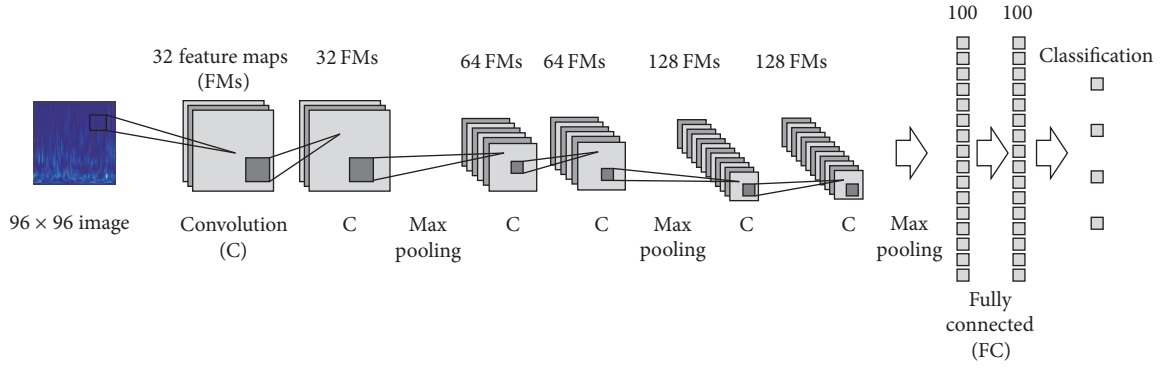 100 100
32 feature maps
(FMs)
32 FMs
64 FMs
64 FMs
128 FMs
128 FMs
Classification
96 × 96 image
Convolution
(C)
C
Max
pooling
C
C
Max
pooling
C
C
Max
pooling
Fully
connected
(FC)